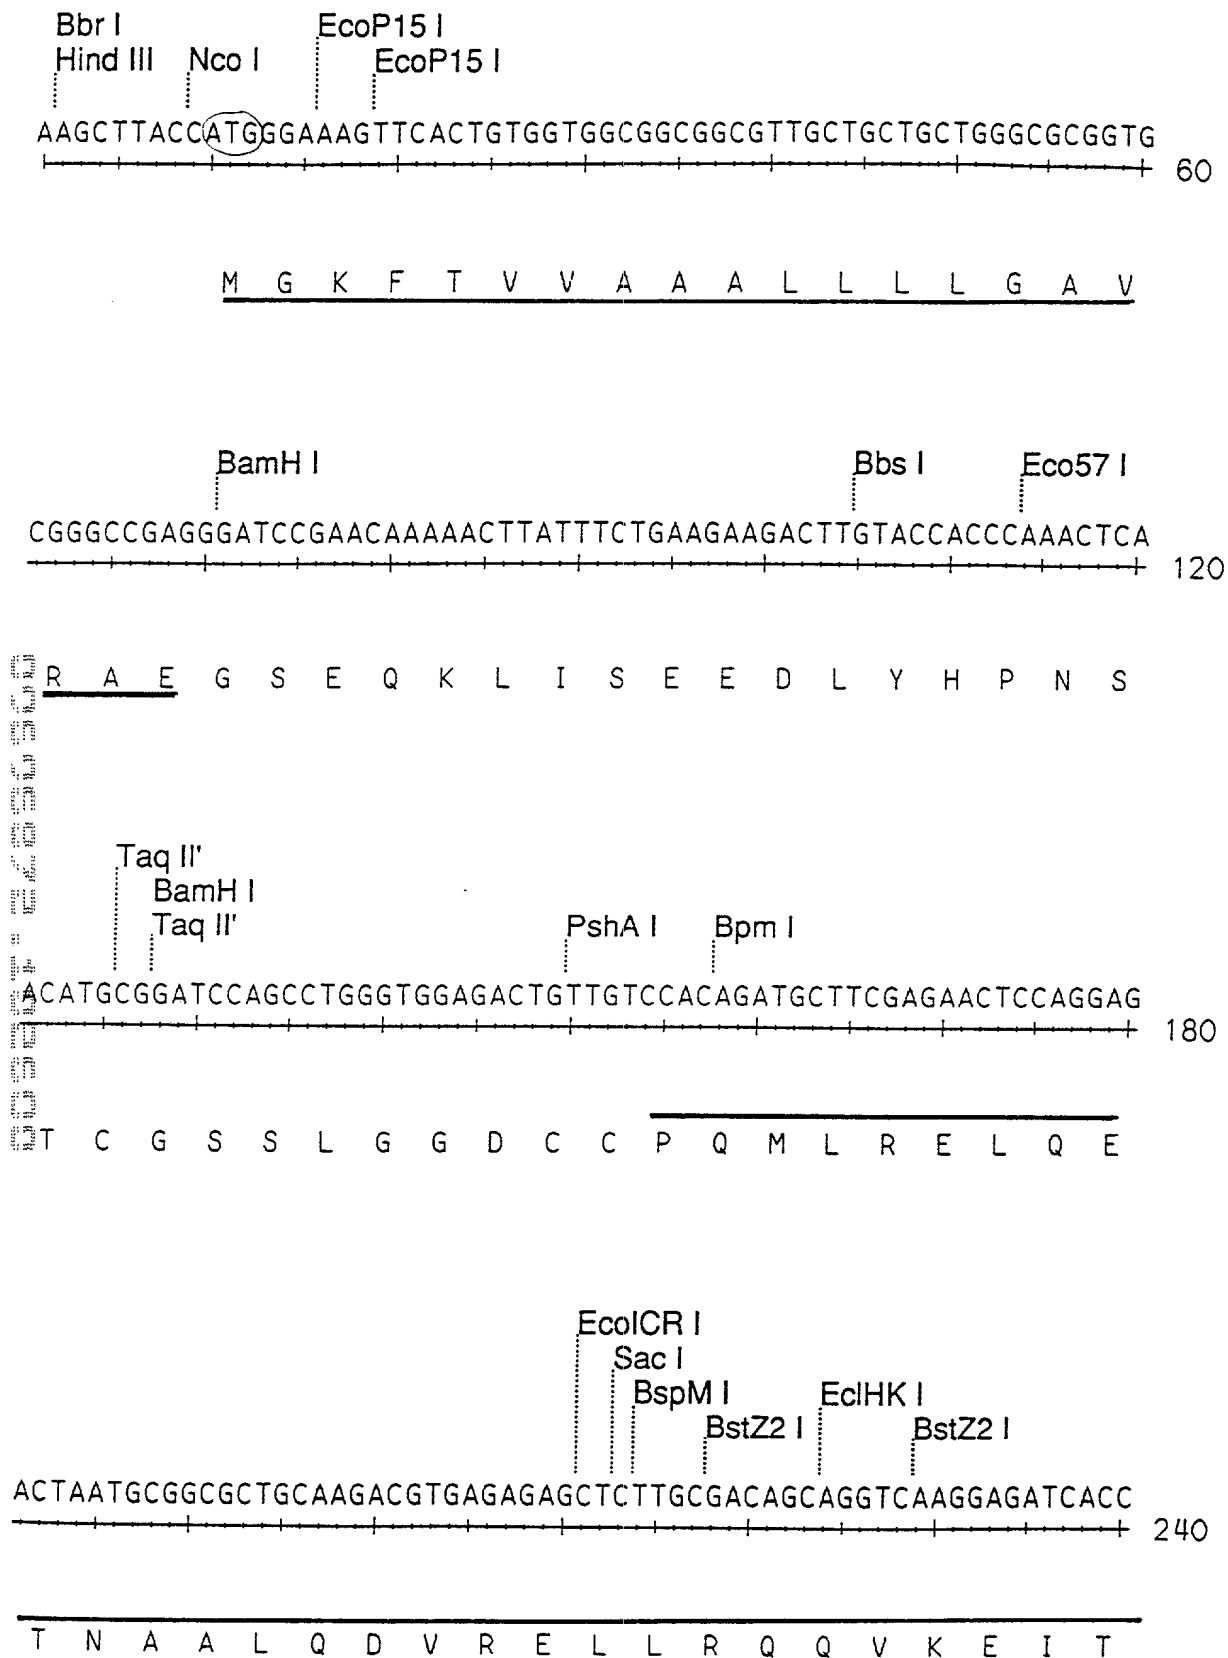 Bbr I EcoP15 I
Hind III Nco I EcoP15 I
AAGCTTACCATGGGAAAGTTCACTGTGGTGGCGGCGGCGTTGCTGCTGCTGGGCGCGGTG
60
M G K F T V V A A A L L L L G A V
BamH I Bbs I Eco57 I
CGGGCCGAGGGATCCGAACAAAAACTTATTTCTGAAGAAGACTTGTACCACCCAAACTCA
120
R A E G S E Q K L I S E E D L Y H P N S
Taq II'
BamH I
Taq II' PshA I Bpm I
ACATGCGGATCCAGCCTGGGTGGAGACTGTTGTCCACAGATGCTTCGAGAACTCCAGGAG
180
T C G S S L G G D C C P Q M L R E L Q E
EcoICR I
Sac I
BspM I EclHK I
BstZ2 I BstZ2 I
ACTAATGCGGCGCTGCAAGACGTGAGAGAGCTCTTGCGACAGCAGGTCAAGGAGATCACC
240
T N A A L Q D V R E L L R Q Q V K E I T